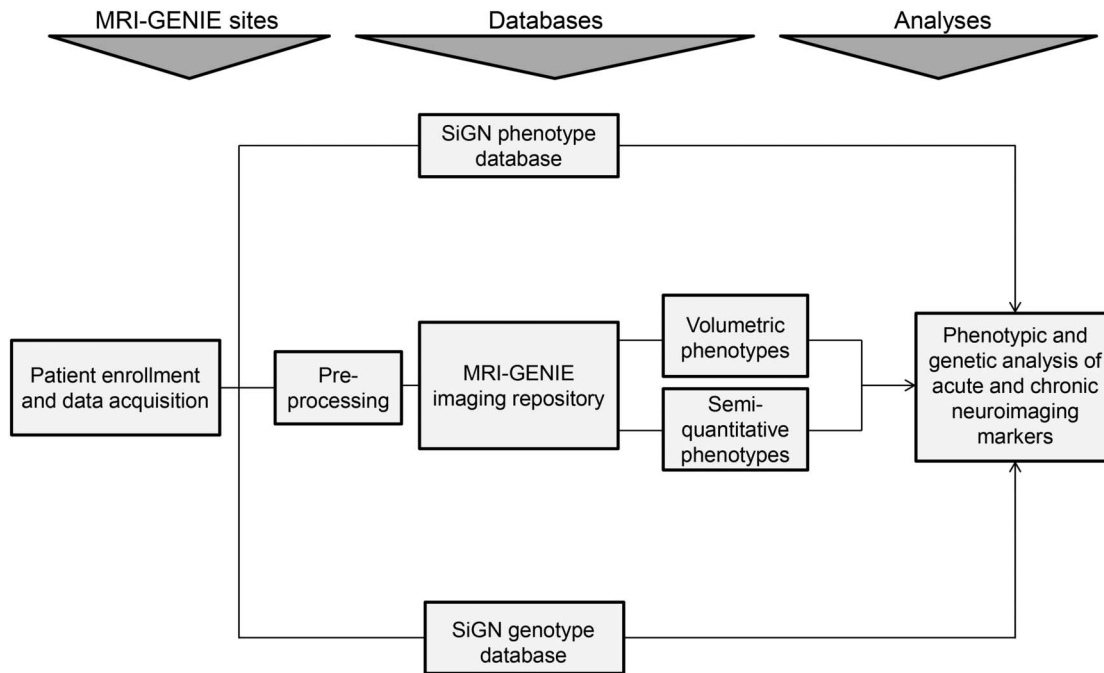 MRI-GENIE sites
Databases
Analyses
SiGN phenotype
database
Patient enrollment
and data acquisition
Pre-
processing
MRI-GENIE
imaging repository
Volumetric
phenotypes
Semi-
quantitative
phenotypes
Phenotypic and
genetic analysis of
acute and chronic
neuroimaging
markers
SiGN genotype
database